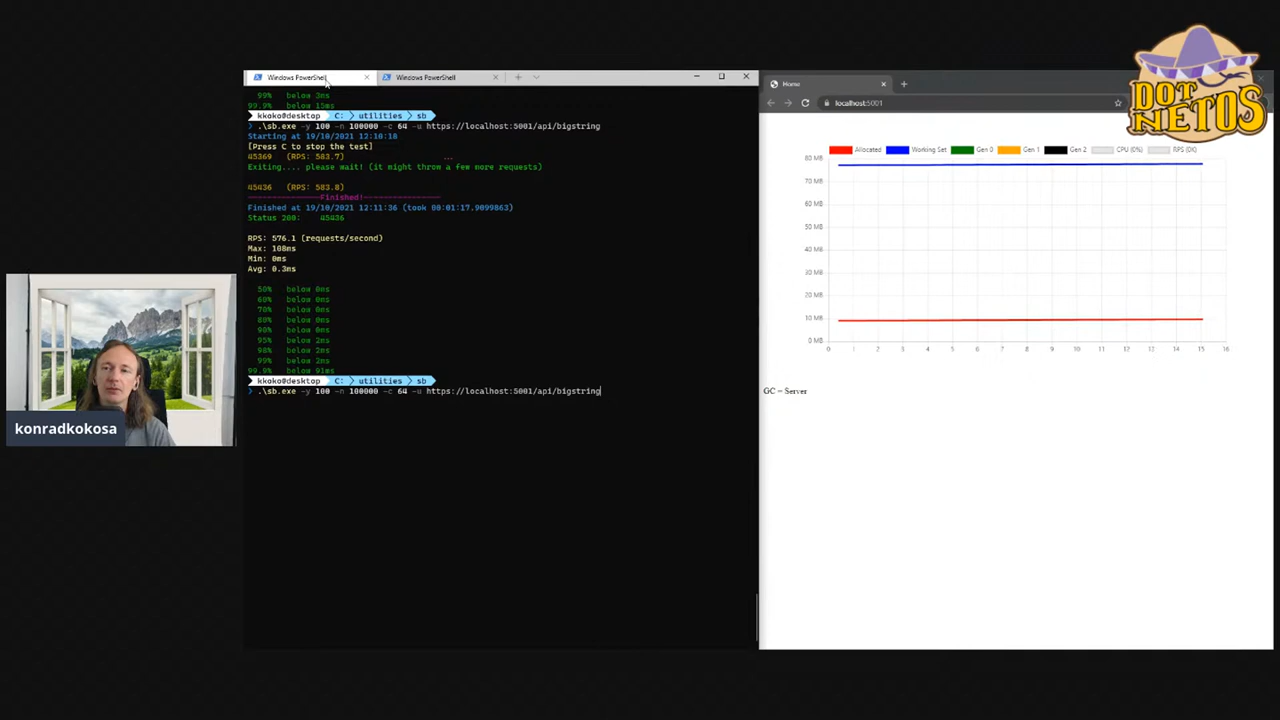 Windows PowerShell
Windows PowerShell
99% below 3ms
99.9% below 15ms
kkoko@desktop C: utilities sb
.\sb.exe -y 100 -n 100000 -c 64 -u https://localhost:5001/api/bigstring
Starting at 19/10/2021 12:10:18
[Press C to stop the test]
45369 (RPS: 583.7) ...
Exiting.... please wait! (it might throw a few more requests)
45436 (RPS: 583.8)
---------------Finished!----------------
Finished at 19/10/2021 12:11:36 (took 00:01:17.9099863)
Status 200: 45436
RPS: 576.1 (requests/second)
Max: 108ms
Min: 0ms
Avg: 0.3ms
50% below 0ms
60% below 0ms
70% below 0ms
80% below 0ms
90% below 0ms
95% below 2ms
98% below 2ms
99% below 2ms
99.9% below 91ms
kkoko@desktop C: utilities sb
.\sb.exe -y 100 -n 100000 -c 64 -u https://localhost:5001/api/bigstring
Home
localhost:5001
Allocated Working Set Gen 0 Gen 1 Gen 2 CPU (0%) RPS (0K)
80 MB
70 MB
60 MB
50 MB
40 MB
30 MB
20 MB
10 MB
0 MB
0 1 2 3 4 5 6 7 8 9 10 11 12 13 14 15 16
GC = Server
konradkokosa
DOT
NETOS